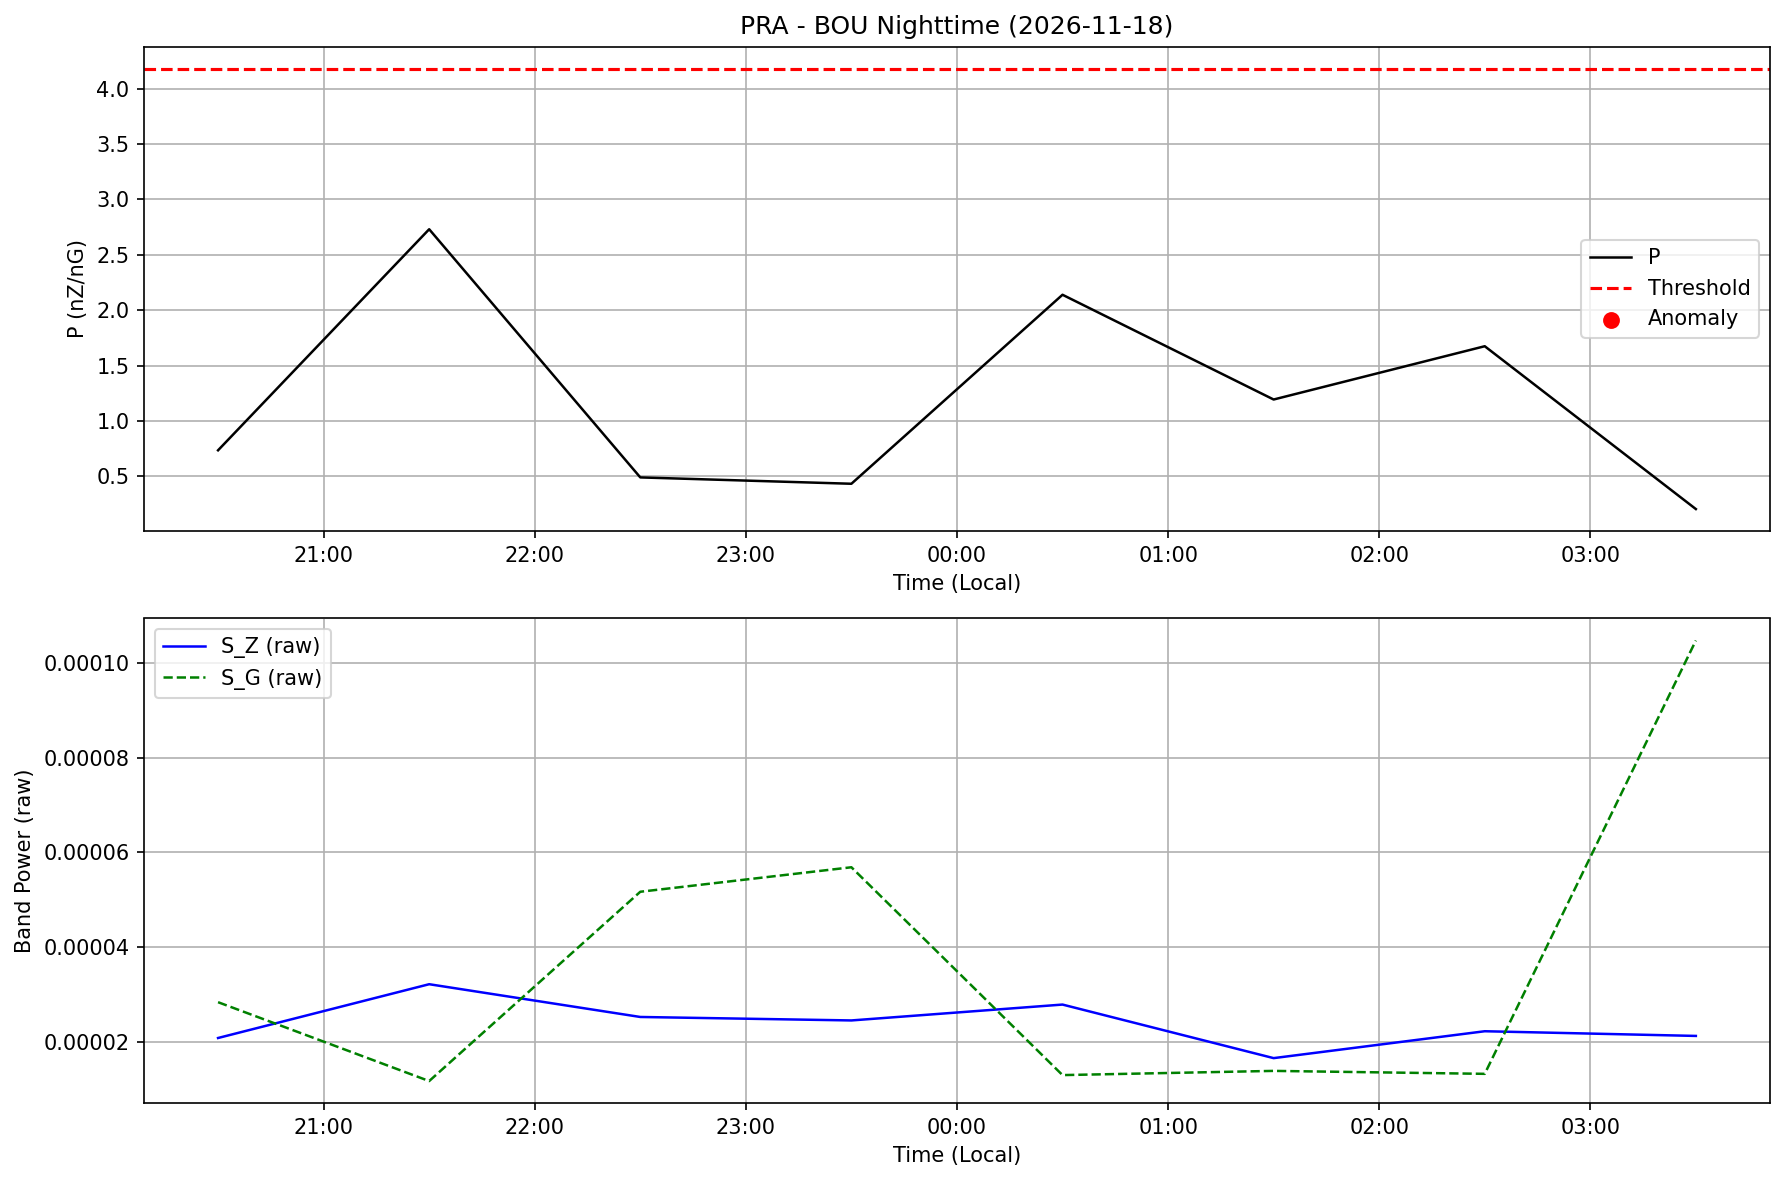 PRA - BOU Nighttime (2026-11-18)
P (nZ/nG)
4.0
3.5
3.0
2.5
2.0
1.5
1.0
0.5
P
Threshold
Anomaly
21:00 22:00 23:00 00:00 01:00 02:00 03:00
Time (Local)
Band Power (raw)
0.00010
0.00008
0.00006
0.00004
0.00002
S_Z (raw)
S_G (raw)
21:00 22:00 23:00 00:00 01:00 02:00 03:00
Time (Local)